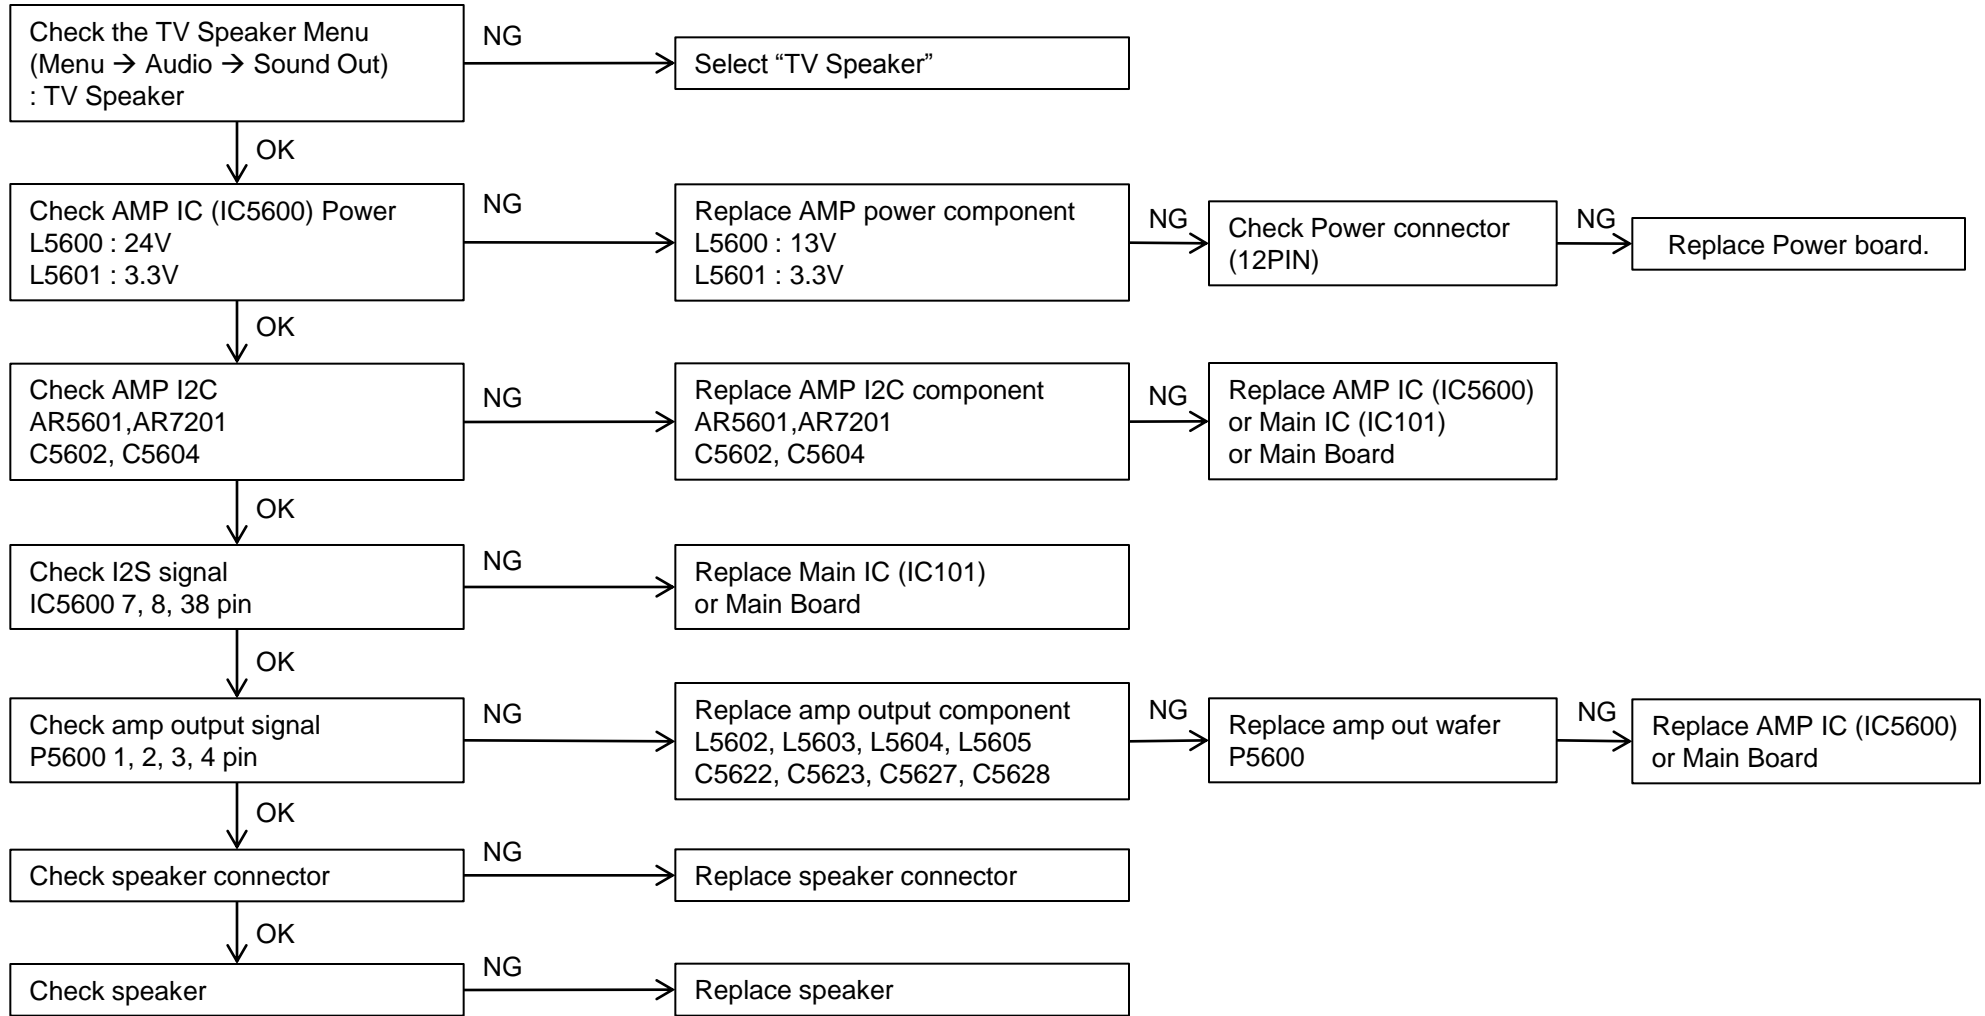 Check the TV Speaker Menu
(Menu → Audio → Sound Out)
: TV Speaker
NG
Select “TV Speaker”
OK
Check AMP IC (IC5600) Power
L5600 : 24V
L5601 : 3.3V
NG
Replace AMP power component
L5600 : 13V
L5601 : 3.3V
NG
Check Power connector
(12PIN)
NG
Replace Power board.
OK
Check AMP I2C
AR5601,AR7201
C5602, C5604
NG
Replace AMP I2C component
AR5601,AR7201
C5602, C5604
NG
Replace AMP IC (IC5600)
or Main IC (IC101)
or Main Board
OK
Check I2S signal
IC5600 7, 8, 38 pin
NG
Replace Main IC (IC101)
or Main Board
OK
Check amp output signal
P5600 1, 2, 3, 4 pin
NG
Replace amp output component
L5602, L5603, L5604, L5605
C5622, C5623, C5627, C5628
NG
Replace amp out wafer
P5600
NG
Replace AMP IC (IC5600)
or Main Board
OK
Check speaker connector
NG
Replace speaker connector
OK
Check speaker
NG
Replace speaker